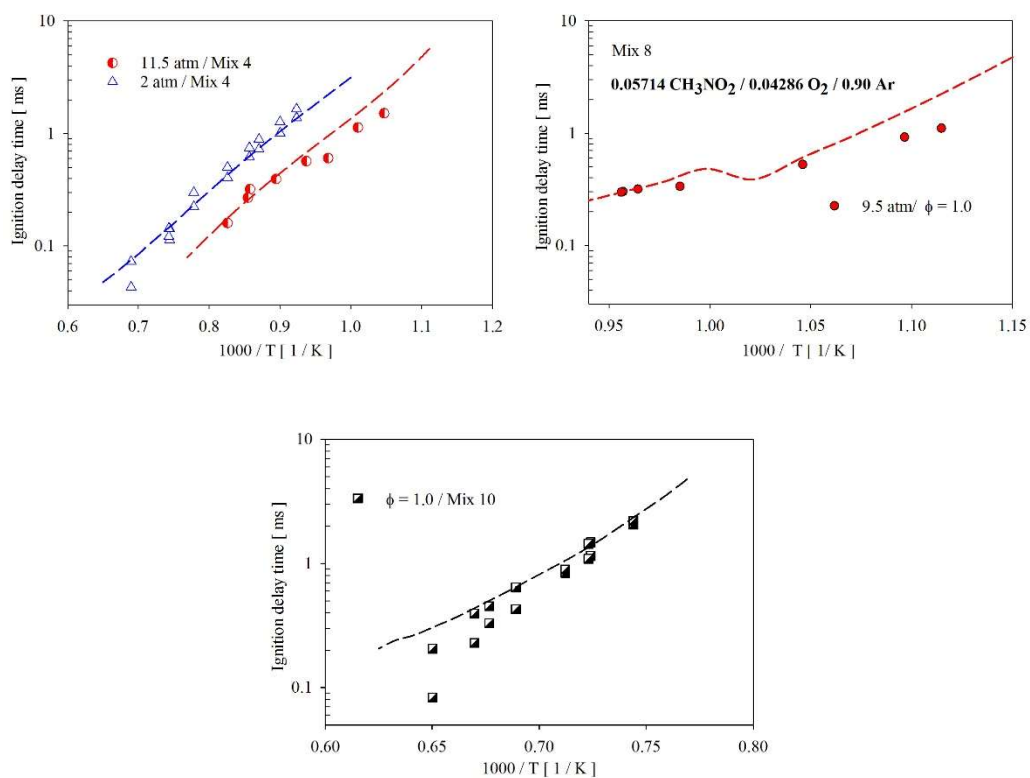 10
11.5 atm / Mix 4
2 atm / Mix 4
1
0.1
Ignition delay time [ ms ]
0.6 0.7 0.8 0.9 1.0 1.1 1.2
1000 / T [ 1 / K ]
10
Mix 8
0.05714 CH₃NO₂ / 0.04286 O₂ / 0.90 Ar
1
9.5 atm/ ϕ = 1.0
0.1
Ignition delay time [ ms ]
0.95 1.00 1.05 1.10 1.15
1000 / T [ 1/ K ]
10
ϕ = 1.0 / Mix 10
1
0.1
Ignition delay time [ ms ]
0.60 0.65 0.70 0.75 0.80
1000 / T [ 1 / K ]